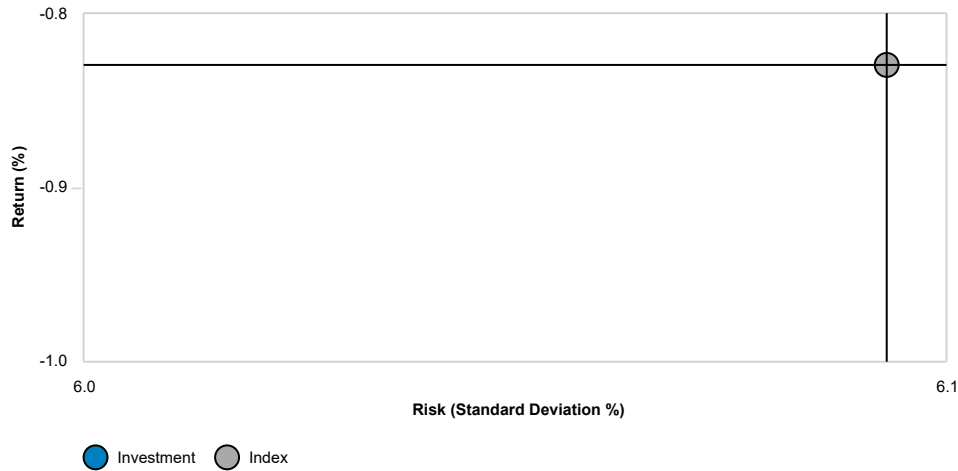 -0.8
Return (%)
-0.9
-1.0
6.0 6.1
Risk (Standard Deviation %)
Investment Index